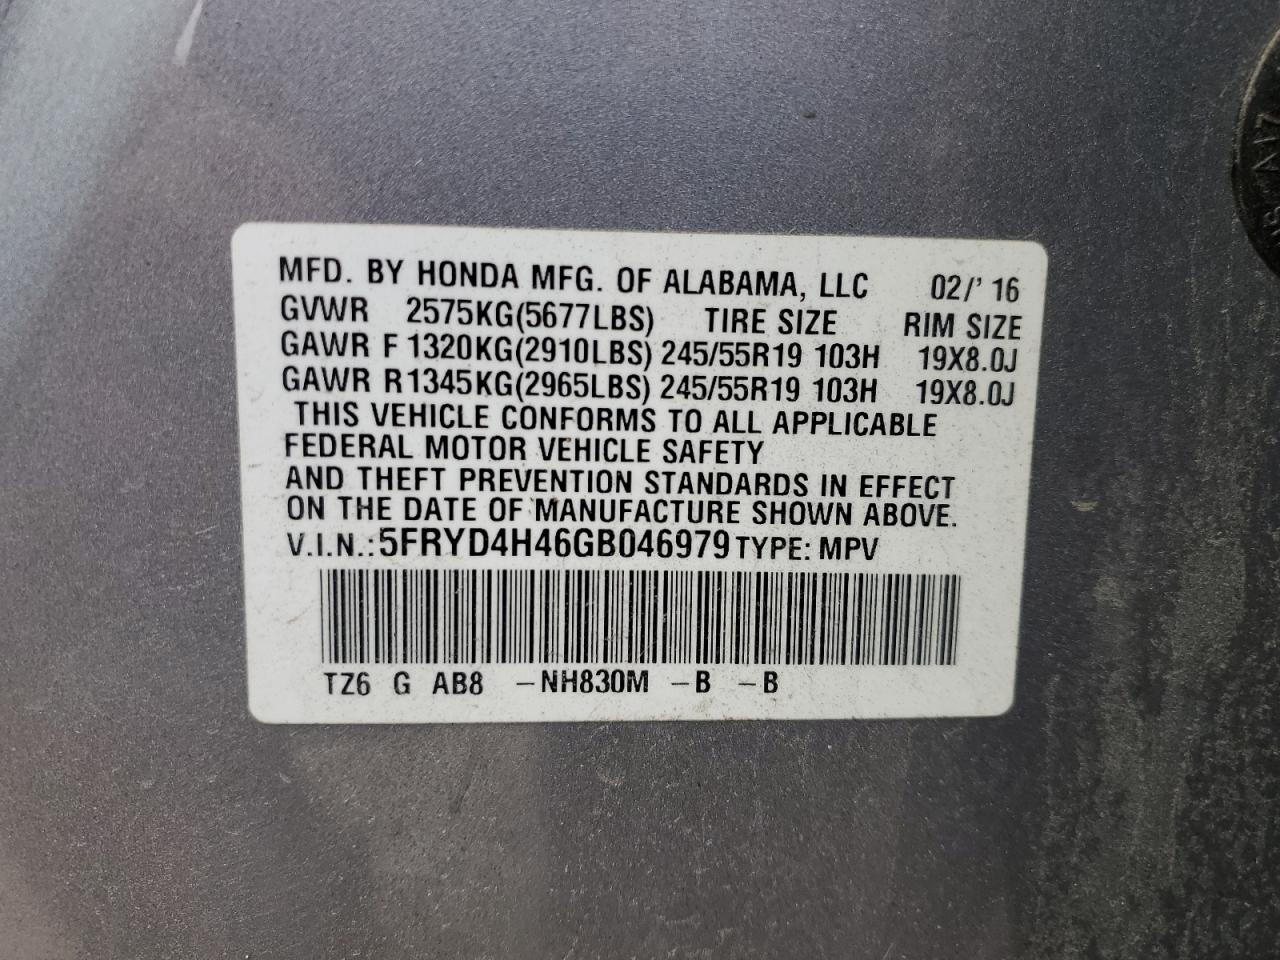 MFD. BY HONDA MFG. OF ALABAMA, LLC 02/'16
GVWR 2575KG(5677LBS) TIRE SIZE RIM SIZE
GAWR F 1320KG(2910LBS) 245/55R19 103H 19X8.0J
GAWR R1345KG(2965LBS) 245/55R19 103H 19X8.0J
THIS VEHICLE CONFORMS TO ALL APPLICABLE
FEDERAL MOTOR VEHICLE SAFETY
AND THEFT PREVENTION STANDARDS IN EFFECT
ON THE DATE OF MANUFACTURE SHOWN ABOVE.
V.I.N.: 5FRYD4H46GB046979 TYPE: MPV
TZ6 G AB8 -NH830M -B -B